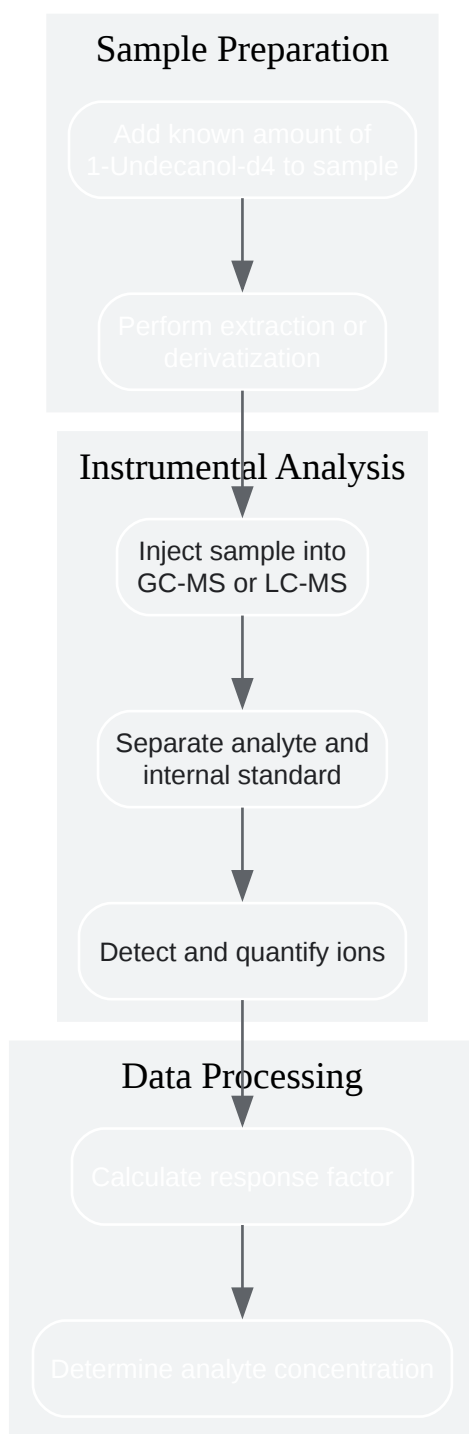 Sample Preparation
Add known amount of
1-Undecanol-d4 to sample
Perform extraction or
derivatization
Instrumental Analysis
Inject sample into
GC-MS or LC-MS
Separate analyte and
internal standard
Detect and quantify ions
Data Processing
Calculate response factor
Determine analyte concentration